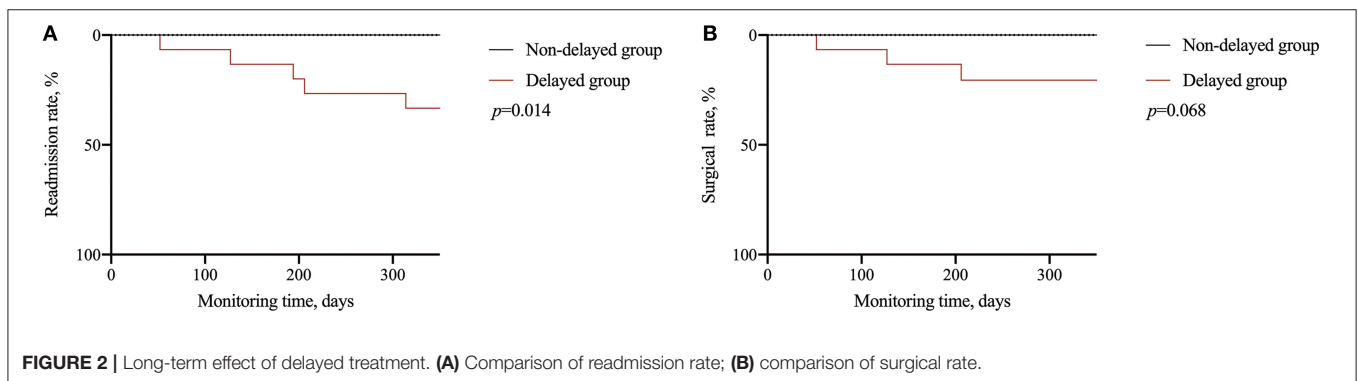 A
Readmission rate, %
0
50
100
0 100 200 300
Monitoring time, days
Non-delayed group
Delayed group
p=0.014
B
Surgical rate, %
0
50
100
0 100 200 300
Monitoring time, days
Non-delayed group
Delayed group
p=0.068
FIGURE 2 | Long-term effect of delayed treatment. (A) Comparison of readmission rate; (B) comparison of surgical rate.